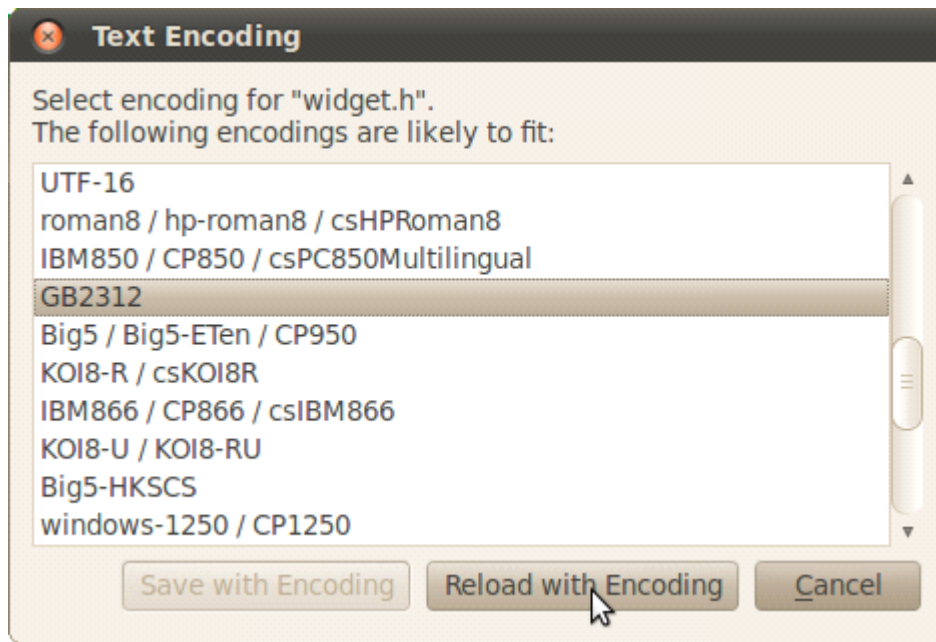 Text Encoding
Select encoding for "widget.h".
The following encodings are likely to fit:
UTF-16
roman8 / hp-roman8 / csHPRoman8
IBM850 / CP850 / csPC850Multilingual
GB2312
Big5 / Big5-ETen / CP950
KOI8-R / csKOI8R
IBM866 / CP866 / csIBM866
KOI8-U / KOI8-RU
Big5-HKSCS
windows-1250 / CP1250
Save with Encoding Reload with Encoding Cancel